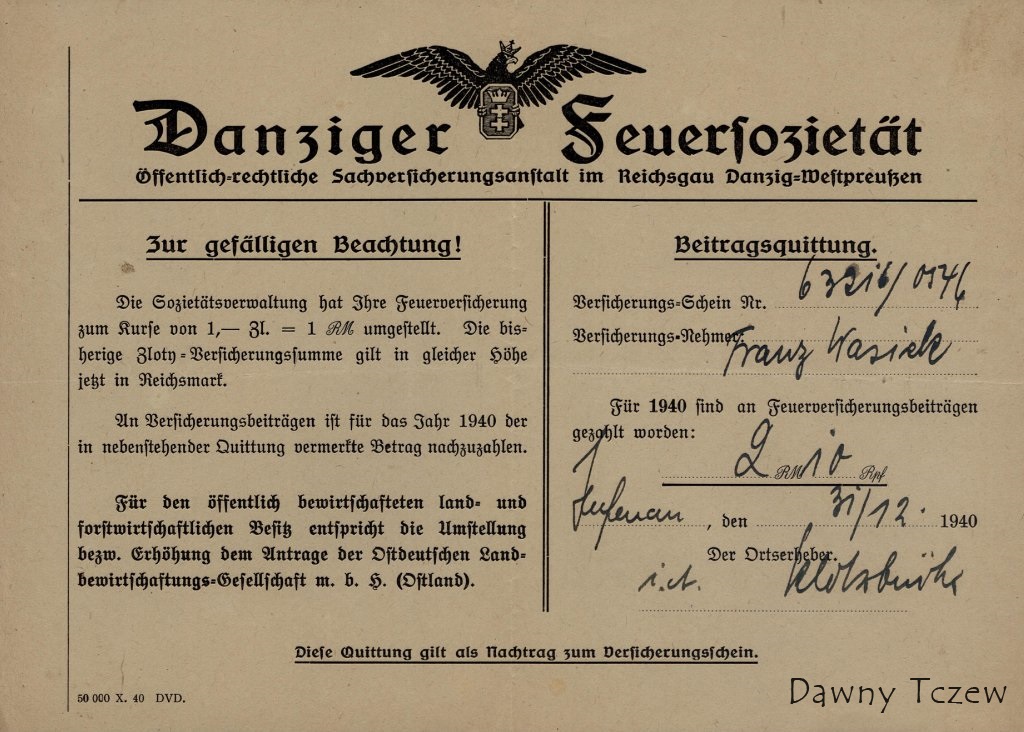 Danziger Feuersozietät
Öffentlich-rechtliche Sachversicherungsanstalt im Reichsgau Danzig-Westpreußen
Zur gefälligen Beachtung!
Die Sozietätsverwaltung hat Ihre Feuerversicherung
zum Kurse von 1,— Zl. = 1 RM umgestellt. Die bis-
herige Zloty-Versicherungssumme gilt in gleicher Höhe
jetzt in Reichsmark.
An Versicherungsbeiträgen ist für das Jahr 1940 der
in nebenstehender Quittung vermerkte Betrag nachzuzahlen.
Für den öffentlich bewirtschafteten land- und
forstwirtschaftlichen Besitz entspricht die Umstellung
bezw. Erhöhung dem Antrage der Ostdeutschen Land-
bewirtschaftungs-Gesellschaft m. b. H. (Ostland).
Beitragsquittung.
Versicherungs-Schein Nr.
Versicherungs-Nehmer: Franz Wasiek
Für 1940 sind an Feuerversicherungsbeiträgen
gezahlt worden:
2 RM 10 Rpf
, den 31/12. 1940
Der Ortserheber.
i.A.
Diese Quittung gilt als Nachtrag zum Versicherungsschein.
50 000 X. 40 DVD.
Dawny Tczew